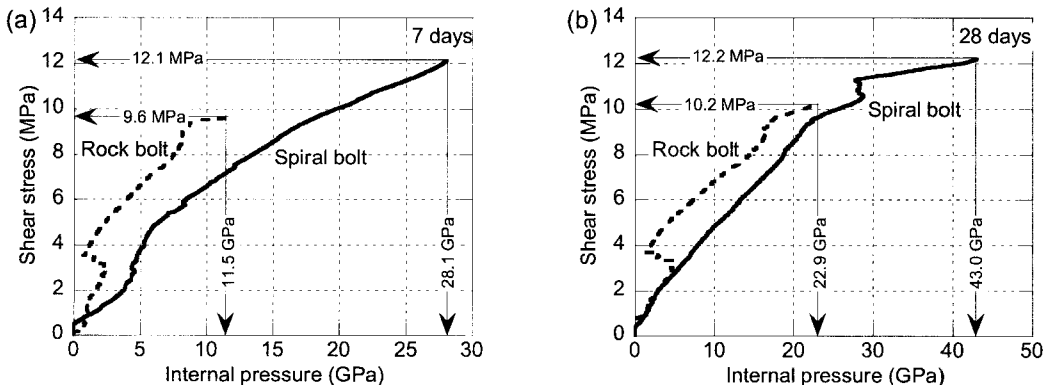 (a)
14
12
10
8
6
4
2
0
Shear stress (MPa)
7 days
12.1 MPa
9.6 MPa
Rock bolt
Spiral bolt
11.5 GPa
28.1 GPa
0 5 10 15 20 25 30
Internal pressure (GPa)
(b)
14
12
10
8
6
4
2
0
Shear stress (MPa)
28 days
12.2 MPa
10.2 MPa
Rock bolt
Spiral bolt
22.9 GPa
43.0 GPa
0 10 20 30 40 50
Internal pressure (GPa)